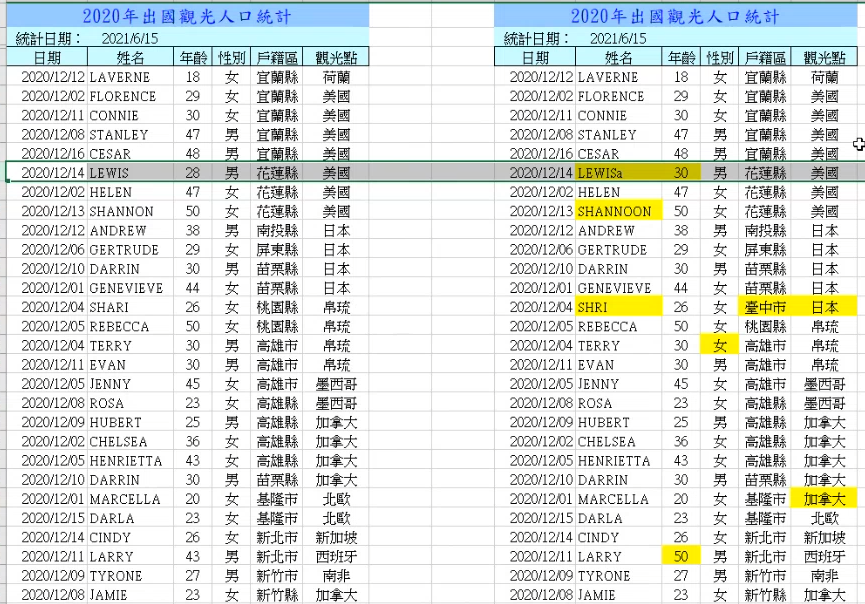 2020年出國觀光人口統計 2020年出國觀光人口統計
統計日期： 2021/6/15 統計日期： 2021/6/15
日期 姓名 年齡 性別 戶籍區 觀光點 日期 姓名 年齡 性別 戶籍區 觀光點
2020/12/12 LAVERNE 18 女 宜蘭縣 荷蘭 2020/12/12 LAVERNE 18 女 宜蘭縣 荷蘭
2020/12/02 FLORENCE 29 女 宜蘭縣 美國 2020/12/02 FLORENCE 29 女 宜蘭縣 美國
2020/12/11 CONNIE 30 女 宜蘭縣 美國 2020/12/11 CONNIE 30 女 宜蘭縣 美國
2020/12/08 STANLEY 47 男 宜蘭縣 美國 2020/12/08 STANLEY 47 男 宜蘭縣 美國
2020/12/16 CESAR 48 男 宜蘭縣 美國 2020/12/16 CESAR 48 男 宜蘭縣 美國
2020/12/14 LEWIS 28 男 花蓮縣 美國 2020/12/14 LEWISa 30 男 花蓮縣 美國
2020/12/02 HELEN 47 女 花蓮縣 美國 2020/12/02 HELEN 47 女 花蓮縣 美國
2020/12/13 SHANNON 50 女 花蓮縣 美國 2020/12/13 SHANNOON 50 女 花蓮縣 美國
2020/12/12 ANDREW 38 男 南投縣 日本 2020/12/12 ANDREW 38 男 南投縣 日本
2020/12/06 GERTRUDE 29 女 屏東縣 日本 2020/12/06 GERTRUDE 29 女 屏東縣 日本
2020/12/10 DARRIN 30 男 苗栗縣 日本 2020/12/10 DARRIN 30 男 苗栗縣 日本
2020/12/01 GENEVIEVE 44 女 苗栗縣 日本 2020/12/01 GENEVIEVE 44 女 苗栗縣 日本
2020/12/04 SHARI 26 女 桃園縣 帛琉 2020/12/04 SHRI 26 女 臺中市 日本
2020/12/05 REBECCA 50 女 桃園縣 帛琉 2020/12/05 REBECCA 50 女 桃園縣 帛琉
2020/12/04 TERRY 30 男 高雄市 帛琉 2020/12/04 TERRY 30 女 高雄市 帛琉
2020/12/11 EVAN 30 男 高雄市 帛琉 2020/12/11 EVAN 30 男 高雄市 帛琉
2020/12/05 JENNY 45 女 高雄市 墨西哥 2020/12/05 JENNY 45 女 高雄市 墨西哥
2020/12/08 ROSA 23 女 高雄縣 墨西哥 2020/12/08 ROSA 23 女 高雄縣 墨西哥
2020/12/09 HUBERT 25 男 高雄縣 加拿大 2020/12/09 HUBERT 25 男 高雄縣 加拿大
2020/12/02 CHELSEA 36 女 高雄縣 加拿大 2020/12/02 CHELSEA 36 女 高雄縣 加拿大
2020/12/05 HENRIETTA 43 女 高雄縣 加拿大 2020/12/05 HENRIETTA 43 女 高雄縣 加拿大
2020/12/10 DARRIN 30 男 苗栗縣 加拿大 2020/12/10 DARRIN 30 男 苗栗縣 加拿大
2020/12/01 MARCELLA 20 女 基隆市 北歐 2020/12/01 MARCELLA 20 女 基隆市 加拿大
2020/12/15 DARLA 23 女 基隆市 北歐 2020/12/15 DARLA 23 女 基隆市 北歐
2020/12/14 CINDY 26 女 新北市 新加坡 2020/12/14 CINDY 26 女 新北市 新加坡
2020/12/11 LARRY 43 男 新北市 西班牙 2020/12/11 LARRY 50 男 新北市 西班牙
2020/12/09 TYRONE 27 男 新竹市 南非 2020/12/09 TYRONE 27 男 新竹市 南非
2020/12/08 JAMIE 23 女 新竹縣 加拿大 2020/12/08 JAMIE 23 女 新竹縣 加拿大